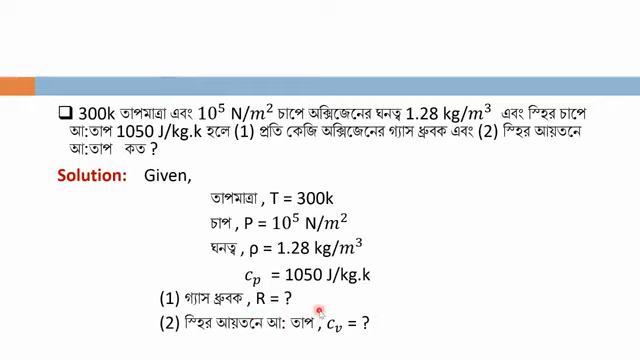 ❑ 300k তাপমাত্রা এবং 10⁵ N/m² চাপে অক্সিজেনের ঘনত্ব 1.28 kg/m³ এবং স্হির চাপে
আ:তাপ 1050 J/kg.k হলে (1) প্রতি কেজি অক্সিজেনের গ্যাস ধ্রুবক এবং (2) স্হির আয়তনে
আ:তাপ কত ?
Solution: Given,
তাপমাত্রা , T = 300k
চাপ , P = 10⁵ N/m²
ঘনত্ব , ρ = 1.28 kg/m³
cₚ = 1050 J/kg.k
(1) গ্যাস ধ্রুবক , R = ?
(2) স্হির আয়তনে আ: তাপ , cᵥ = ?